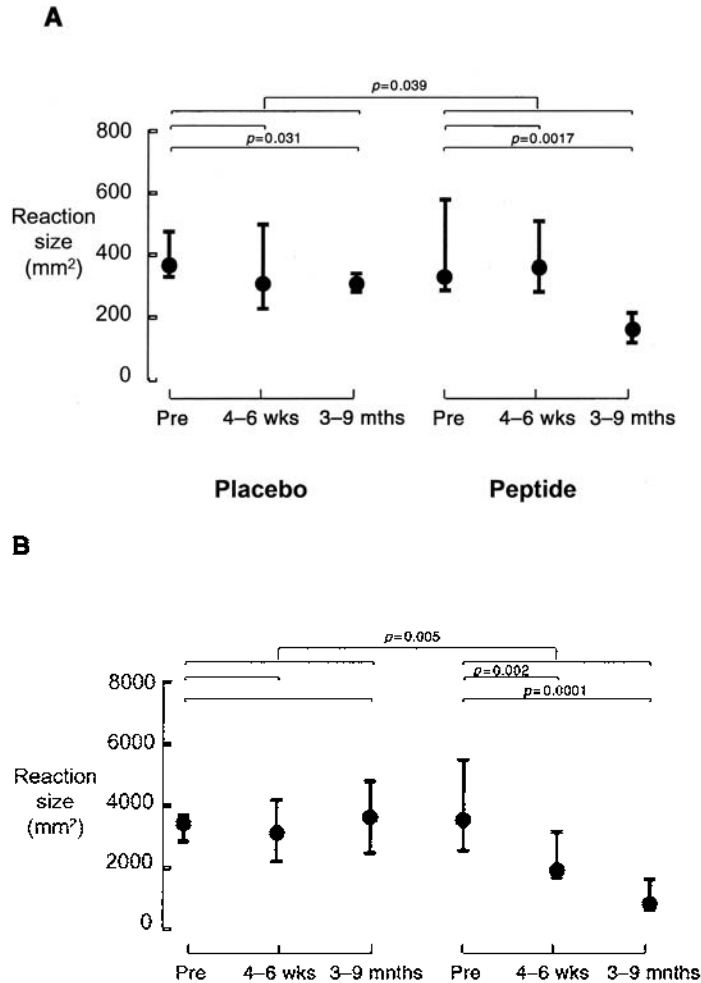 A
p=0.039
p=0.031
p=0.0017
800
600
400
200
0
Reaction
size
(mm²)
Pre 4–6 wks 3–9 mths Pre 4–6 wks 3–9 mths
Placebo Peptide
B
p=0.005
p=0.002
p=0.0001
8000
6000
4000
2000
0
Reaction
size
(mm²)
Pre 4–6 wks 3–9 mnths Pre 4–6 wks 3–9 mnths